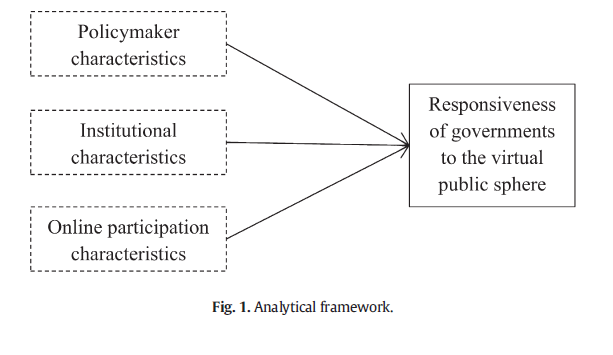 Policymaker
characteristics
Institutional
characteristics
Online participation
characteristics
Responsiveness
of governments
to the virtual
public sphere
Fig. 1. Analytical framework.